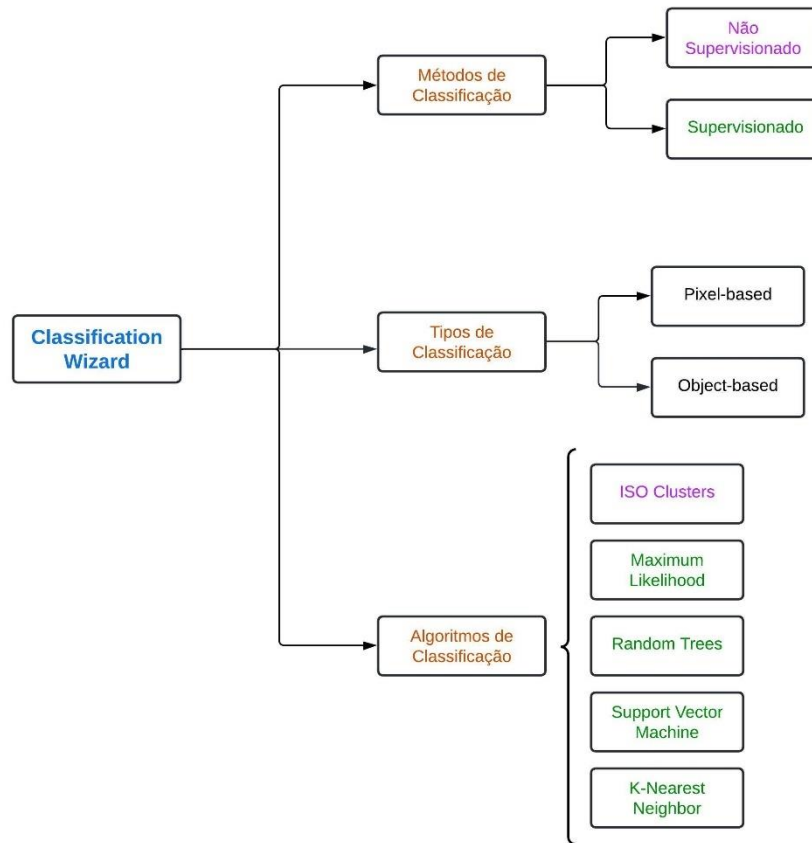 Não
Supervisionado
Métodos de
Classificação
Supervisionado
Pixel-based
Classification
Wizard
Tipos de
Classificação
Object-based
ISO Clusters
Maximum
Likelihood
Algoritmos de
Classificação
Random Trees
Support Vector
Machine
K-Nearest
Neighbor